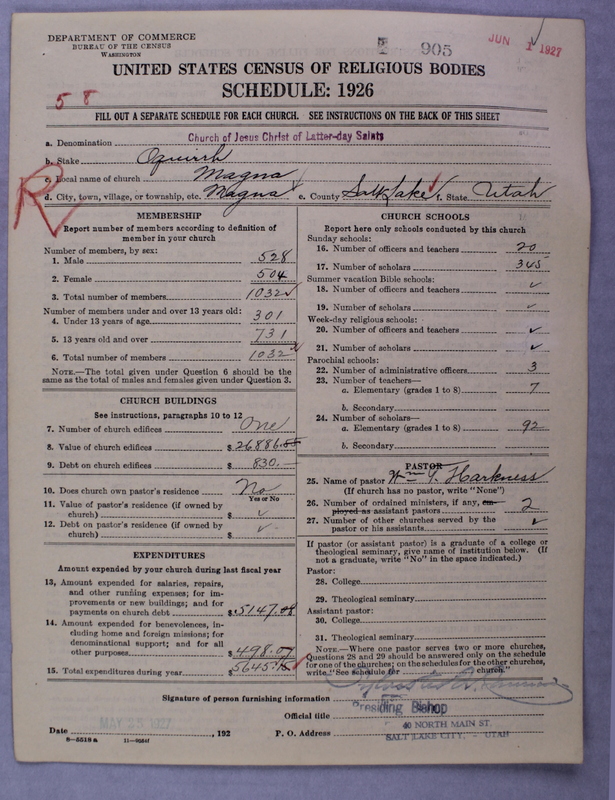 DEPARTMENT OF COMMERCE
BUREAU OF THE CENSUS
WASHINGTON
905
JUN 1 1927
UNITED STATES CENSUS OF RELIGIOUS BODIES
SCHEDULE: 1926
58
FILL OUT A SEPARATE SCHEDULE FOR EACH CHURCH. SEE INSTRUCTIONS ON THE BACK OF THIS SHEET
a. Denomination Church of Jesus Christ of Latter-day Saints
b. Stake Oquirrh
c. Local name of church Magna
d. City, town, village, or township, etc. Magna e. County Salt Lake f. State Utah
R
MEMBERSHIP
Report number of members according to definition of
member in your church
Number of members, by sex:
1. Male 528
2. Female 504
3. Total number of members 1032
Number of members under and over 13 years old:
4. Under 13 years of age 301
5. 13 years old and over 731
6. Total number of members 1032
NOTE.—The total given under Question 6 should be the
same as the total of males and females given under Question 3.
CHURCH BUILDINGS
See instructions, paragraphs 10 to 12
7. Number of church edifices One
8. Value of church edifices $26886.
9. Debt on church edifices $830.—
10. Does church own pastor's residence No
Yes or No
11. Value of pastor's residence (if owned by
church) $ ✓
12. Debt on pastor's residence (if owned by
church) $ ✓
EXPENDITURES
Amount expended by your church during last fiscal year
13. Amount expended for salaries, repairs,
and other running expenses; for im-
provements or new buildings; and for
payments on church debt $5147.08
14. Amount expended for benevolences, in-
cluding home and foreign missions; for
denominational support; and for all
other purposes $498.07
15. Total expenditures during year $5645.15
CHURCH SCHOOLS
Report here only schools conducted by this church
Sunday schools:
16. Number of officers and teachers 20
17. Number of scholars 345
Summer vacation Bible schools:
18. Number of officers and teachers ✓
19. Number of scholars ✓
Week-day religious schools:
20. Number of officers and teachers ✓
21. Number of scholars ✓
Parochial schools:
22. Number of administrative officers 3
23. Number of teachers—
a. Elementary (grades 1 to 8) 7
b. Secondary
24. Number of scholars—
a. Elementary (grades 1 to 8) 92
b. Secondary
PASTOR
25. Name of pastor Wm Y. Harkness
(If church has no pastor, write "None")
26. Number of ordained ministers, if any, em-
ployed as assistant pastors 2
27. Number of other churches served by the
pastor or his assistants ✓
If pastor (or assistant pastor) is a graduate of a college or
theological seminary, give name of institution below. (If
not a graduate, write "No" in the space indicated.)
Pastor:
28. College
29. Theological seminary
Assistant pastor:
30. College
31. Theological seminary
NOTE.—Where one pastor serves two or more churches,
Questions 28 and 29 should be answered only on the schedule
for one of the churches; on the schedules for the other churches,
write "See schedule for church."
Signature of person furnishing information Sylvester Q. Cannon
Official title Presiding Bishop
Date MAY 25 1927, 192 P. O. Address 40 NORTH MAIN ST.
SALT LAKE CITY, - UTAH
8-5518a